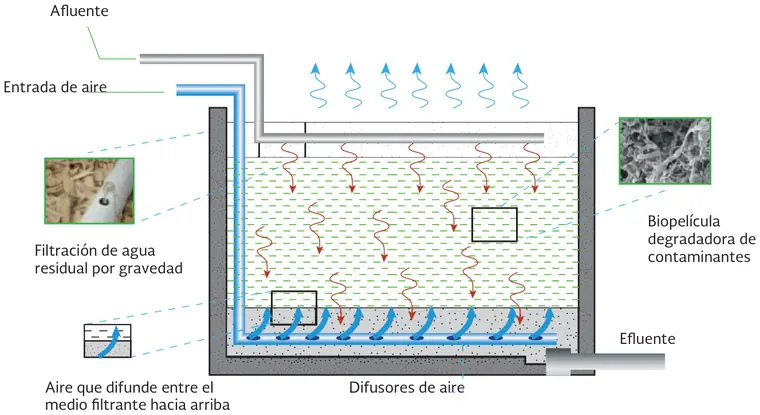 Afluente
Entrada de aire
Filtración de agua
residual por gravedad
Biopelícula
degradadora de
contaminantes
Efluente
Aire que difunde entre el
medio filtrante hacia arriba
Difusores de aire